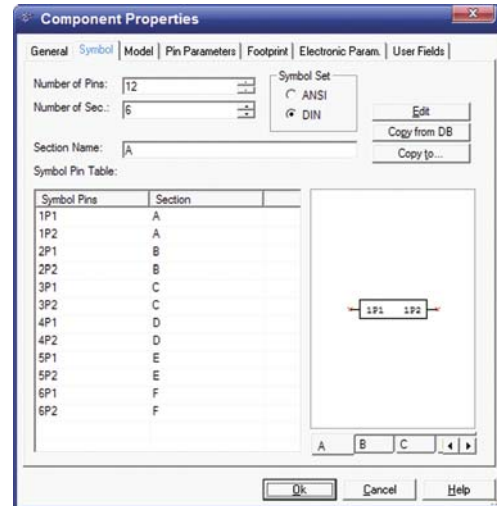 Component Properties
General Symbol Model Pin Parameters Footprint Electronic Param. User Fields
Number of Pins: 12
Number of Sec.: 6
Symbol Set
ANSI
DIN
Edit
Copy from DB
Copy to...
Section Name: A
Symbol Pin Table:
Symbol Pins Section
1P1 A
1P2 A
2P1 B
2P2 B
3P1 C
3P2 C
4P1 D
4P2 D
5P1 E
5P2 E
6P1 F
6P2 F
1P1 1P2
A B C
Ok Cancel Help